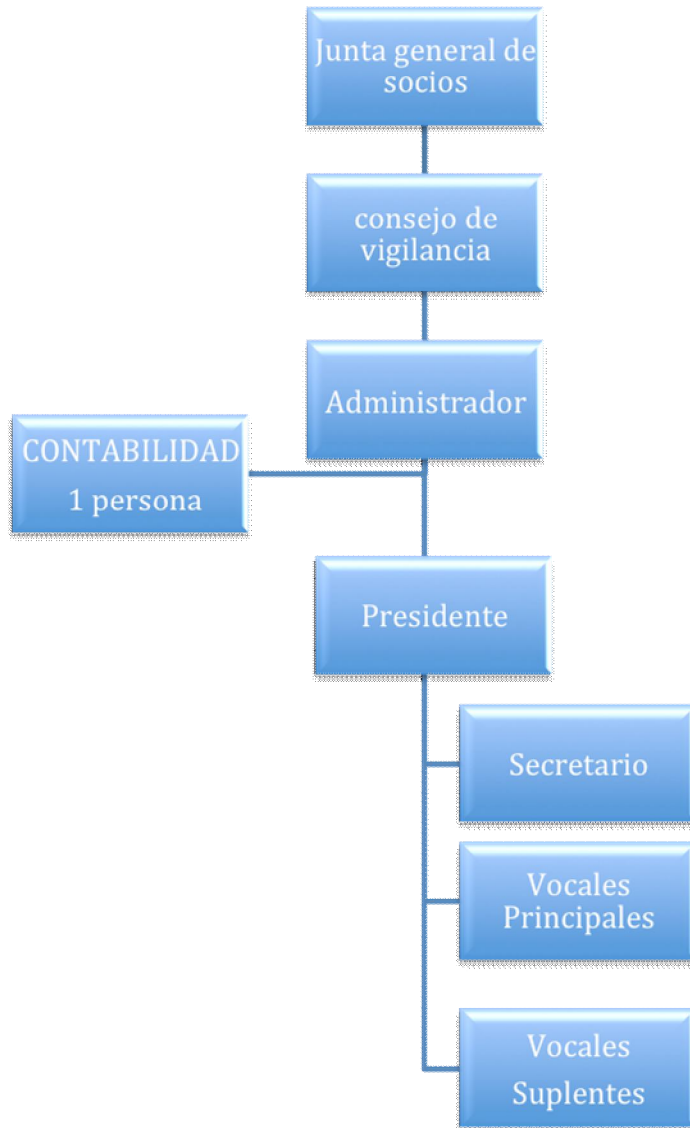 Junta general de
socios
consejo de
vigilancia
Administrador
CONTABILIDAD
1 persona
Presidente
Secretario
Vocales
Principales
Vocales
Suplentes